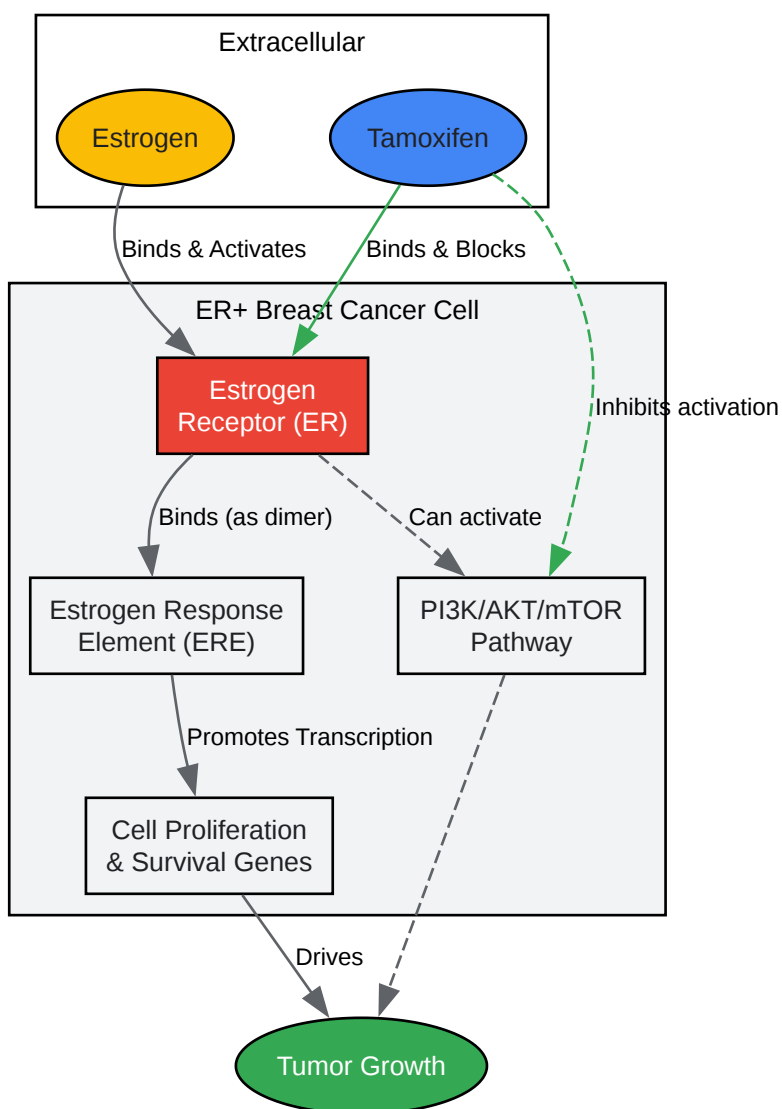 Extracellular
Estrogen
Tamoxifen
Binds & Activates
Binds & Blocks
ER+ Breast Cancer Cell
Estrogen
Receptor (ER)
Inhibits activation
Binds (as dimer)
Can activate
Estrogen Response
Element (ERE)
PI3K/AKT/mTOR
Pathway
Promotes Transcription
Cell Proliferation
& Survival Genes
Drives
Tumor Growth